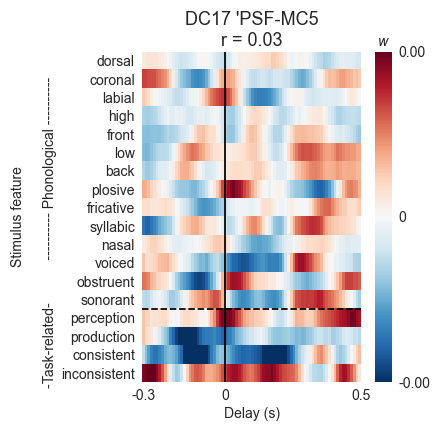 DC17 'PSF-MC5
r = 0.03
w
dorsal
coronal
labial
high
front
low
back
plosive
fricative
syllabic
nasal
voiced
obstruent
sonorant
perception
production
consistent
inconsistent
Stimulus feature
-Task-related- ---------- Phonological ----------
-0.3 0 0.5
Delay (s)
0.00
0
-0.00